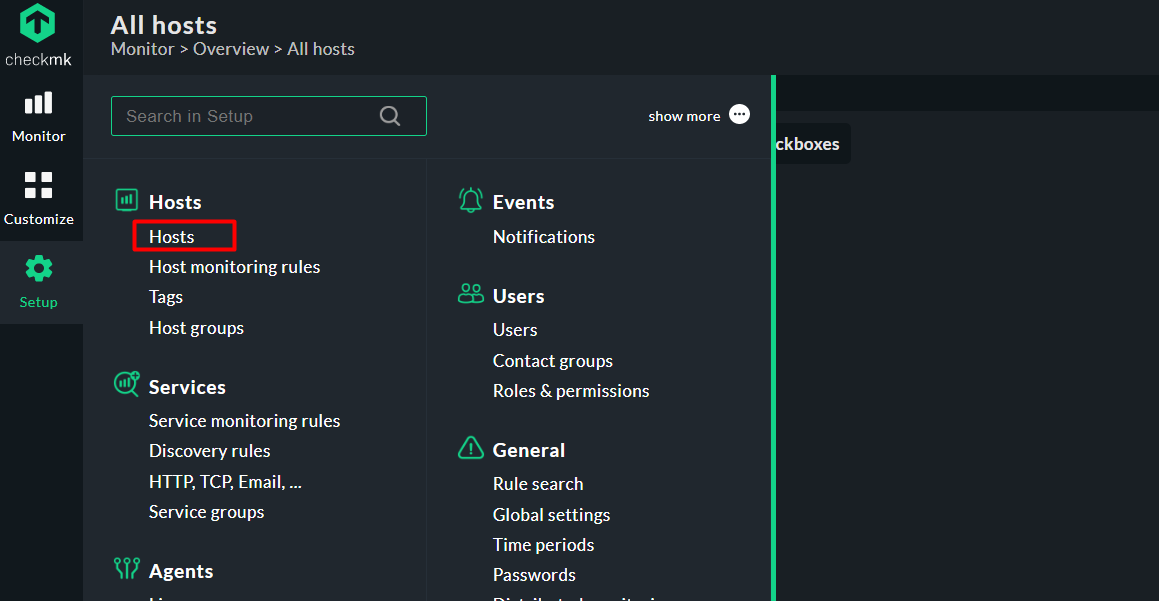 All hosts
Monitor > Overview > All hosts
checkmk
Monitor
Customize
Setup
Search in Setup
show more
ckboxes
Hosts
Hosts
Host monitoring rules
Tags
Host groups
Services
Service monitoring rules
Discovery rules
HTTP, TCP, Email, ...
Service groups
Agents
Events
Notifications
Users
Users
Contact groups
Roles & permissions
General
Rule search
Global settings
Time periods
Passwords